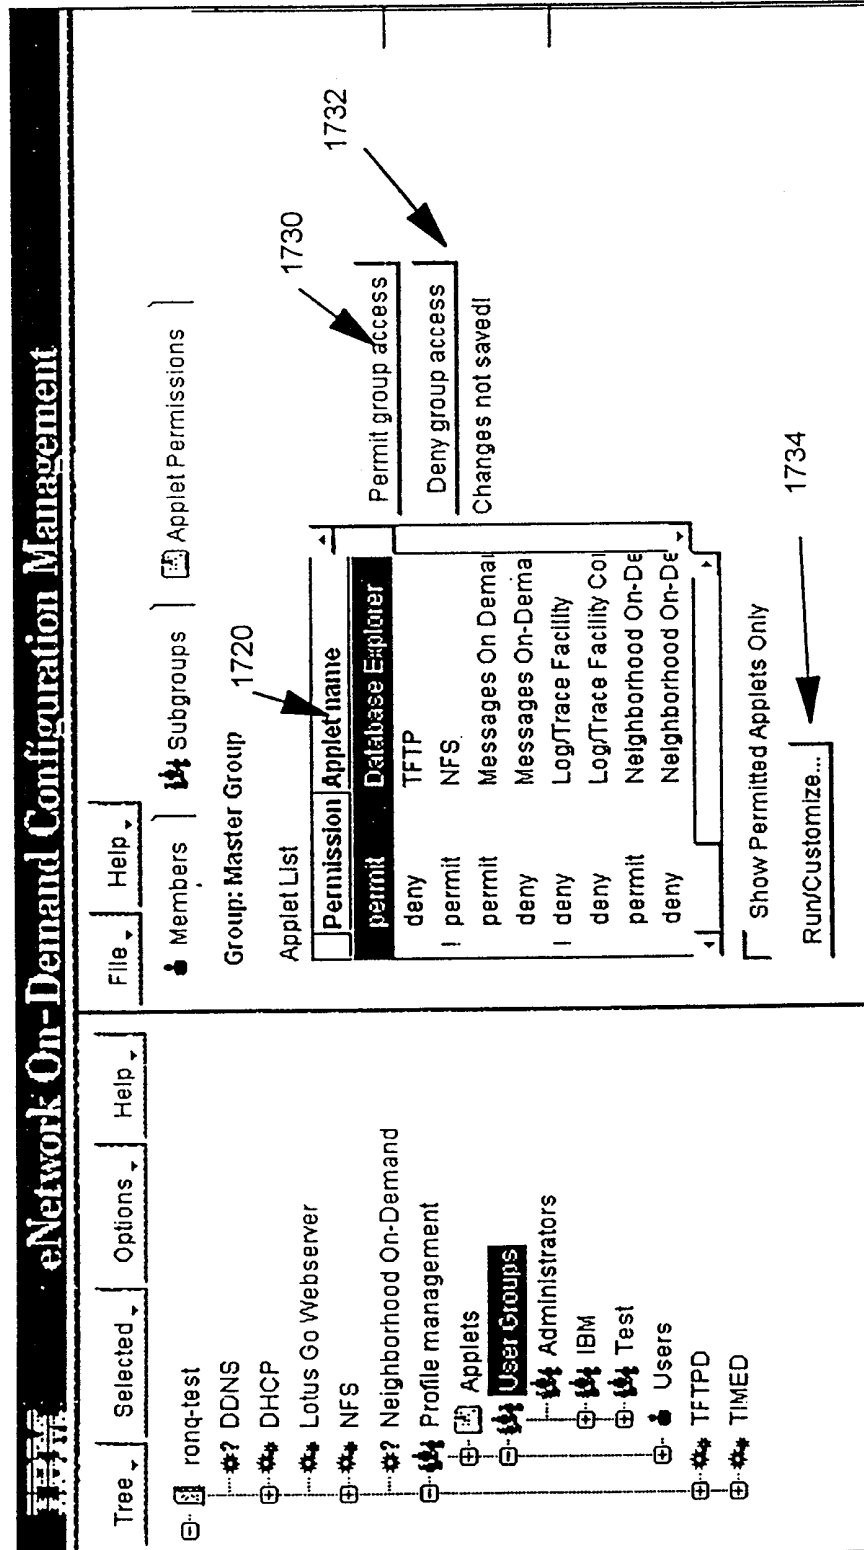 IBM eNetwork On-Demand Configuration Management
Tree Selected Options Help
ronq-test
? DDNS
DHCP
Lotus Go Webserver
NFS
? Neighborhood On-Demand
Profile management
Applets
User Groups
Administrators
IBM
Test
Users
TFTPD
TIMED
File Help
Members Subgroups Applet Permissions
Group: Master Group
1720
Applet List
Permission Applet name
permit Database Explorer
deny TFTP
! permit NFS
permit Messages On Demar
deny Messages On-Dema
! deny Log/Trace Facility
deny Log/Trace Facility Coi
permit Neighborhood On-De
deny Neighborhood On-De
1730
Permit group access
1732
Deny group access
Changes not saved!
Show Permitted Applets Only
Run/Customize...
1734